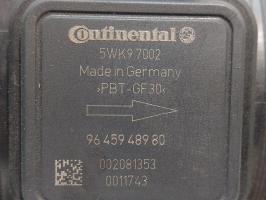 Continental
5WK9 7002
Made in Germany
›PBT-GF30‹
96 459 489 80
002081353
0011743